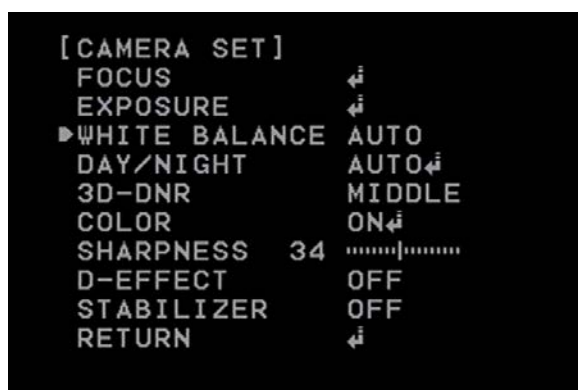 [CAMERA SET]
FOCUS ↲
EXPOSURE ↲
WHITE BALANCE AUTO
DAY/NIGHT AUTO↲
3D-DNR MIDDLE
COLOR ON↲
SHARPNESS 34
D-EFFECT OFF
STABILIZER OFF
RETURN ↲